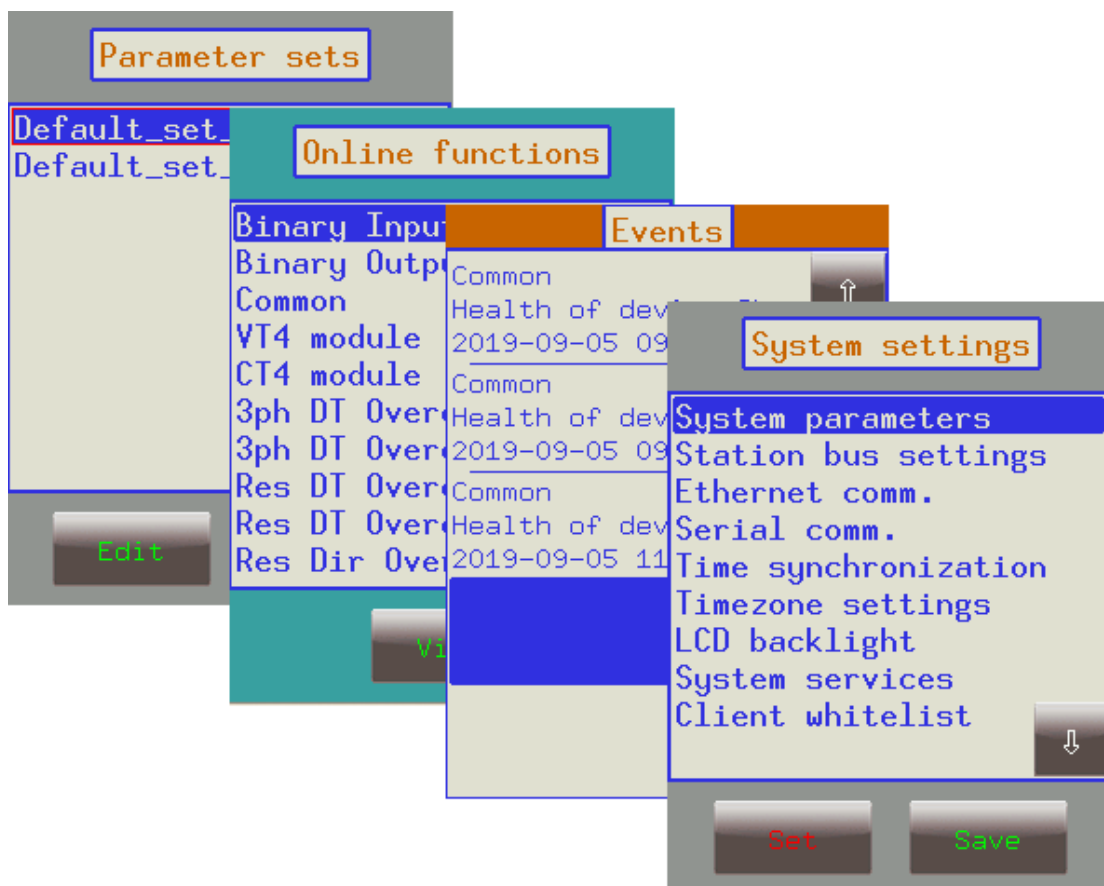 Parameter sets
Default_set_
Default_set_
Edit
Online functions
Binary Inpu
Binary Outpu
Common
VT4 module
CT4 module
3ph DT Over
3ph DT Over
Res DT Over
Res DT Over
Res Dir Over
Vi
Events
Common
Health of dev
2019-09-05 09
Common
Health of dev
2019-09-05 09
Common
Health of dev
2019-09-05 11
System settings
System parameters
Station bus settings
Ethernet comm.
Serial comm.
Time synchronization
Timezone settings
LCD backlight
System services
Client whitelist
Set
Save